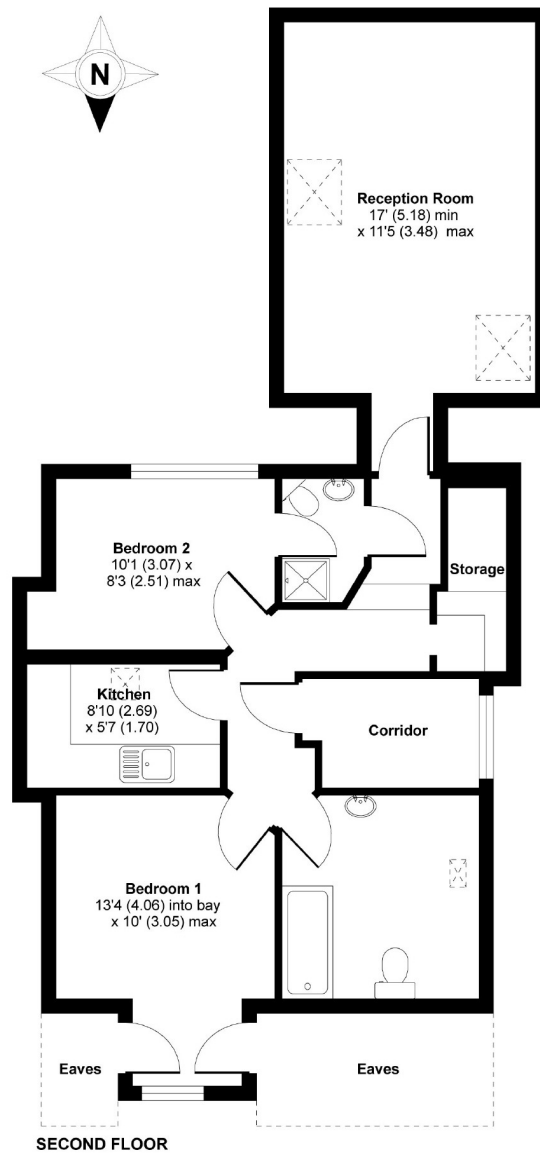 N
Reception Room
17' (5.18) min
x 11'5 (3.48) max
Bedroom 2
10'1 (3.07) x
8'3 (2.51) max
Storage
Kitchen
8'10 (2.69)
x 5'7 (1.70)
Corridor
Bedroom 1
13'4 (4.06) into bay
x 10' (3.05) max
Eaves
Eaves
SECOND FLOOR